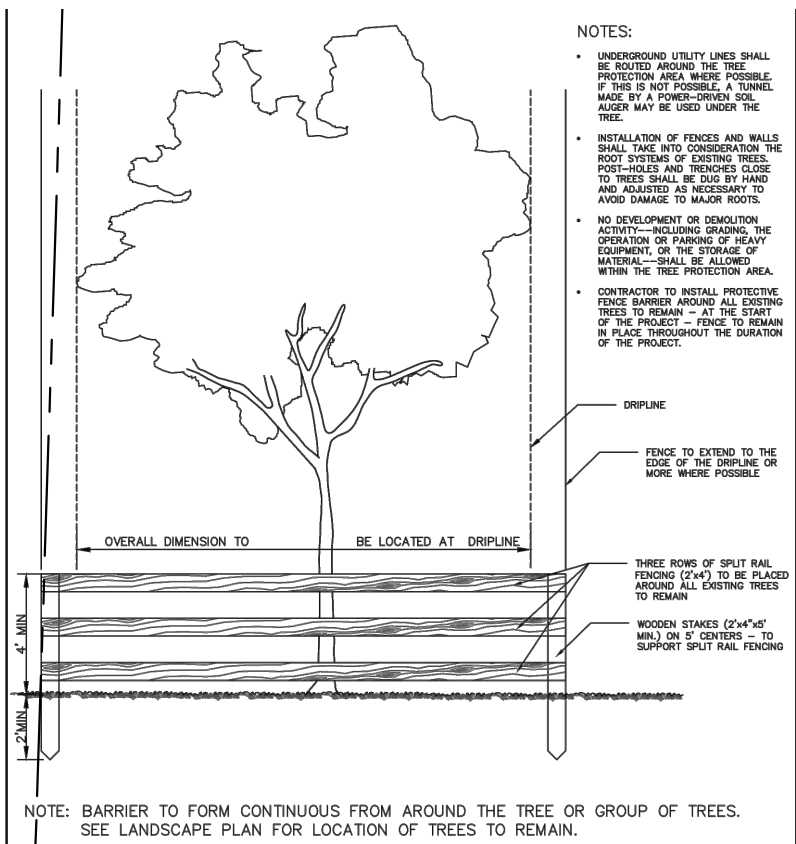 NOTES:
• UNDERGROUND UTILITY LINES SHALL
BE ROUTED AROUND THE TREE
PROTECTION AREA WHERE POSSIBLE.
IF THIS IS NOT POSSIBLE, A TUNNEL
MADE BY A POWER-DRIVEN SOIL
AUGER MAY BE USED UNDER THE
TREE.
• INSTALLATION OF FENCES AND WALLS
SHALL TAKE INTO CONSIDERATION THE
ROOT SYSTEMS OF EXISTING TREES.
POST-HOLES AND TRENCHES CLOSE
TO TREES SHALL BE DUG BY HAND
AND ADJUSTED AS NECESSARY TO
AVOID DAMAGE TO MAJOR ROOTS.
• NO DEVELOPMENT OR DEMOLITION
ACTIVITY--INCLUDING GRADING, THE
OPERATION OR PARKING OF HEAVY
EQUIPMENT, OR THE STORAGE OF
MATERIAL--SHALL BE ALLOWED
WITHIN THE TREE PROTECTION AREA.
• CONTRACTOR TO INSTALL PROTECTIVE
FENCE BARRIER AROUND ALL EXISTING
TREES TO REMAIN - AT THE START
OF THE PROJECT - FENCE TO REMAIN
IN PLACE THROUGHOUT THE DURATION
OF THE PROJECT.
DRIPLINE
FENCE TO EXTEND TO THE
EDGE OF THE DRIPLINE OR
MORE WHERE POSSIBLE
OVERALL DIMENSION TO BE LOCATED AT DRIPLINE
THREE ROWS OF SPLIT RAIL
FENCING (2'x4') TO BE PLACED
AROUND ALL EXISTING TREES
TO REMAIN
WOODEN STAKES (2'x4"x5'
MIN.) ON 5' CENTERS - TO
SUPPORT SPLIT RAIL FENCING
4' MIN
2'MIN
NOTE: BARRIER TO FORM CONTINUOUS FROM AROUND THE TREE OR GROUP OF TREES.
SEE LANDSCAPE PLAN FOR LOCATION OF TREES TO REMAIN.